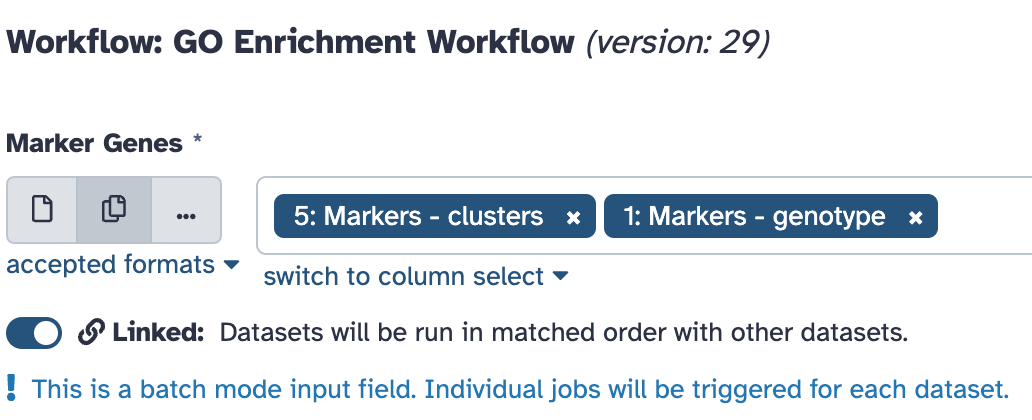 Workflow: GO Enrichment Workflow (version: 29)
Marker Genes *
5: Markers - clusters × 1: Markers - genotype ×
accepted formats
switch to column select
Linked: Datasets will be run in matched order with other datasets.
! This is a batch mode input field. Individual jobs will be triggered for each dataset.